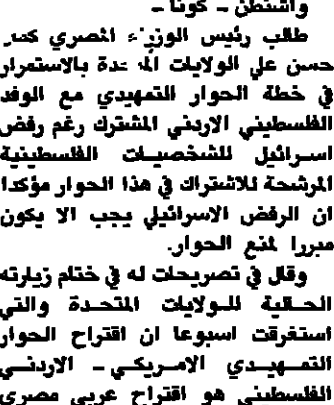 واشنطن - كونا -
طالب رئيس الوزراء المصري كمال
حسن علي الولايات المتحدة بالاستمرار
في خطة الحوار التمهيدي مع الوفد
الفلسطيني الاردني المشترك رغم رفض
اسرائيل للشخصيات الفلسطينية
المرشحة للاشتراك في هذا الحوار مؤكدا
ان الرفض الاسرائيلي يجب الا يكون
مبررا لمنع الحوار.
وقال في تصريحات له في ختام زيارته
الحالية للولايات المتحدة والتي
استغرقت اسبوعا ان اقتراح الحوار
التمهيدي الامريكي - الاردني
الفلسطيني هو اقتراح عربي مصري